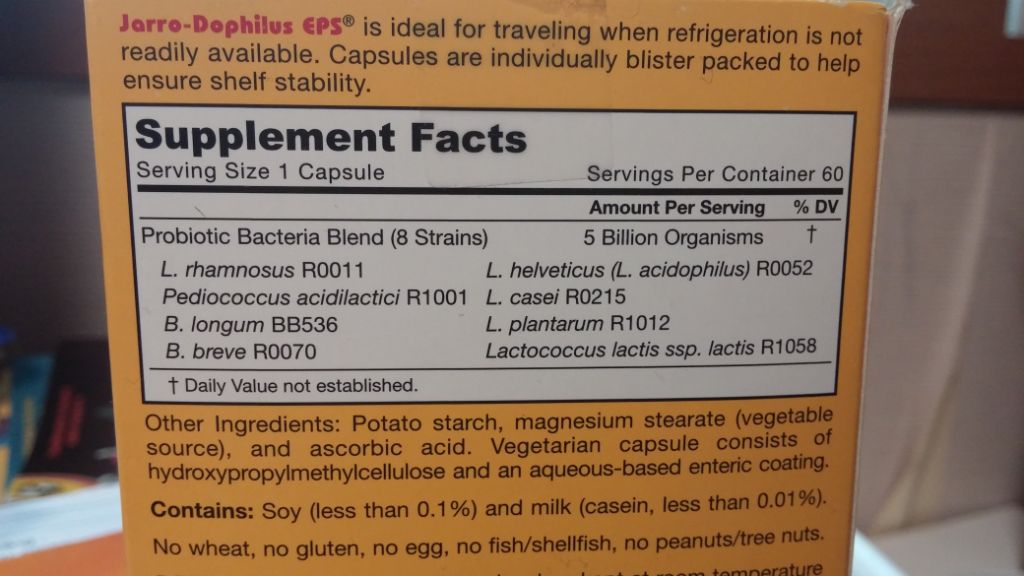 Jarro-Dophilus EPS® is ideal for traveling when refrigeration is not
readily available. Capsules are individually blister packed to help
ensure shelf stability.
Supplement Facts
Serving Size 1 Capsule Servings Per Container 60
Amount Per Serving % DV
Probiotic Bacteria Blend (8 Strains) 5 Billion Organisms †
L. rhamnosus R0011 L. helveticus (L. acidophilus) R0052
Pediococcus acidilactici R1001 L. casei R0215
B. longum BB536 L. plantarum R1012
B. breve R0070 Lactococcus lactis ssp. lactis R1058
† Daily Value not established.
Other Ingredients: Potato starch, magnesium stearate (vegetable
source), and ascorbic acid. Vegetarian capsule consists of
hydroxypropylmethylcellulose and an aqueous-based enteric coating.
Contains: Soy (less than 0.1%) and milk (casein, less than 0.01%).
No wheat, no gluten, no egg, no fish/shellfish, no peanuts/tree nuts.
at room temperature